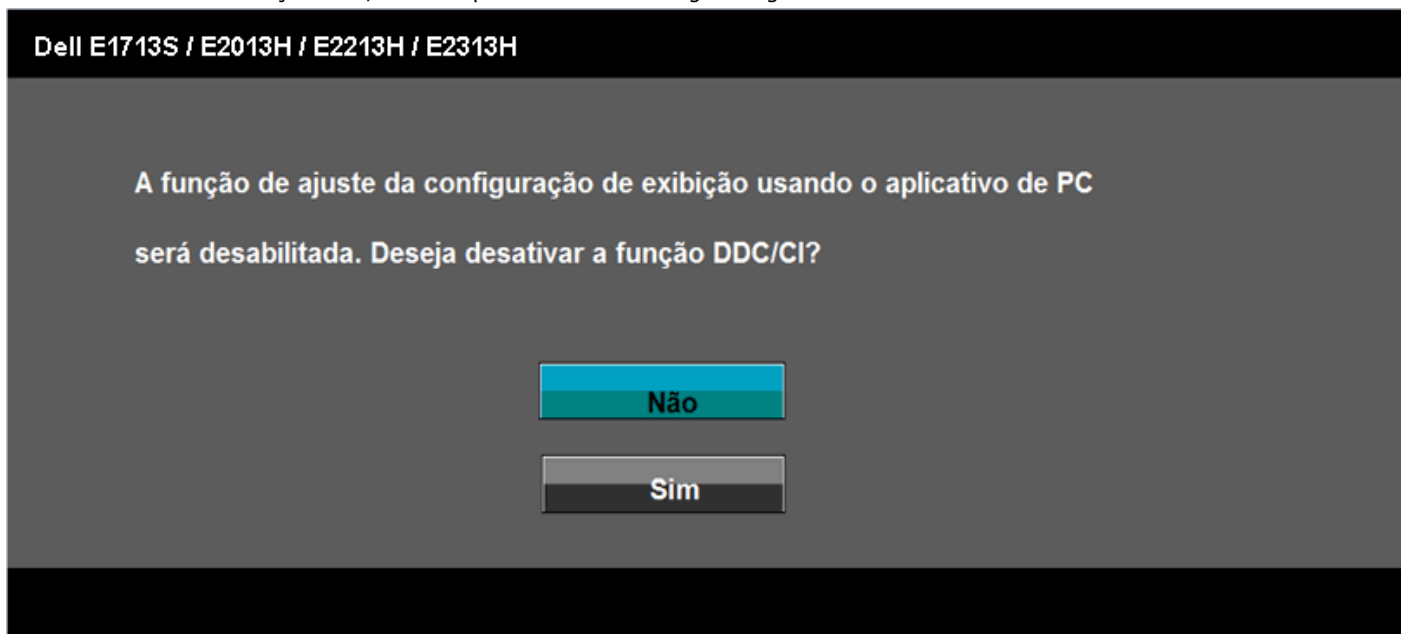 Dell E1713S / E2013H / E2213H / E2313H
A função de ajuste da configuração de exibição usando o aplicativo de PC
será desabilitada. Deseja desativar a função DDC/CI?
Não
Sim